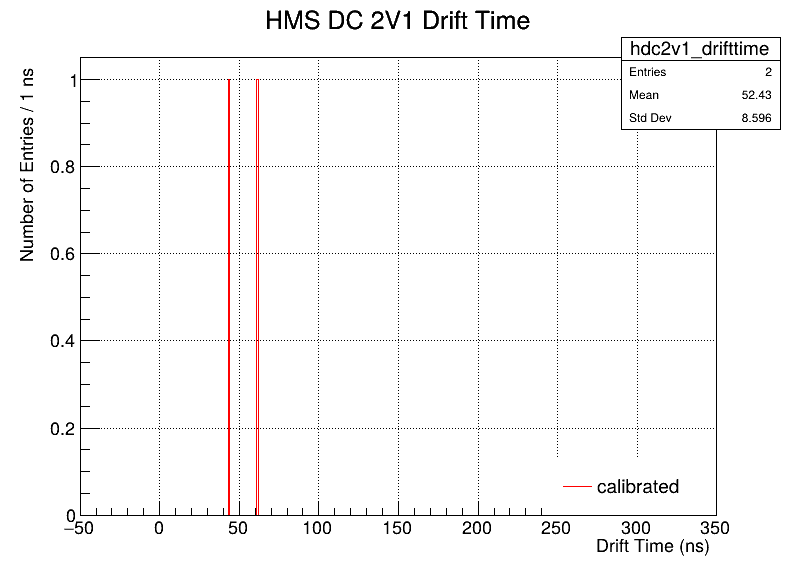 HMS DC 2V1 Drift Time
hdc2v1_drifttime
Entries 2
Mean 52.43
Std Dev 8.596
Number of Entries / 1 ns
1
0.8
0.6
0.4
0.2
0
−50 0 50 100 150 200 250 300 350
Drift Time (ns)
calibrated